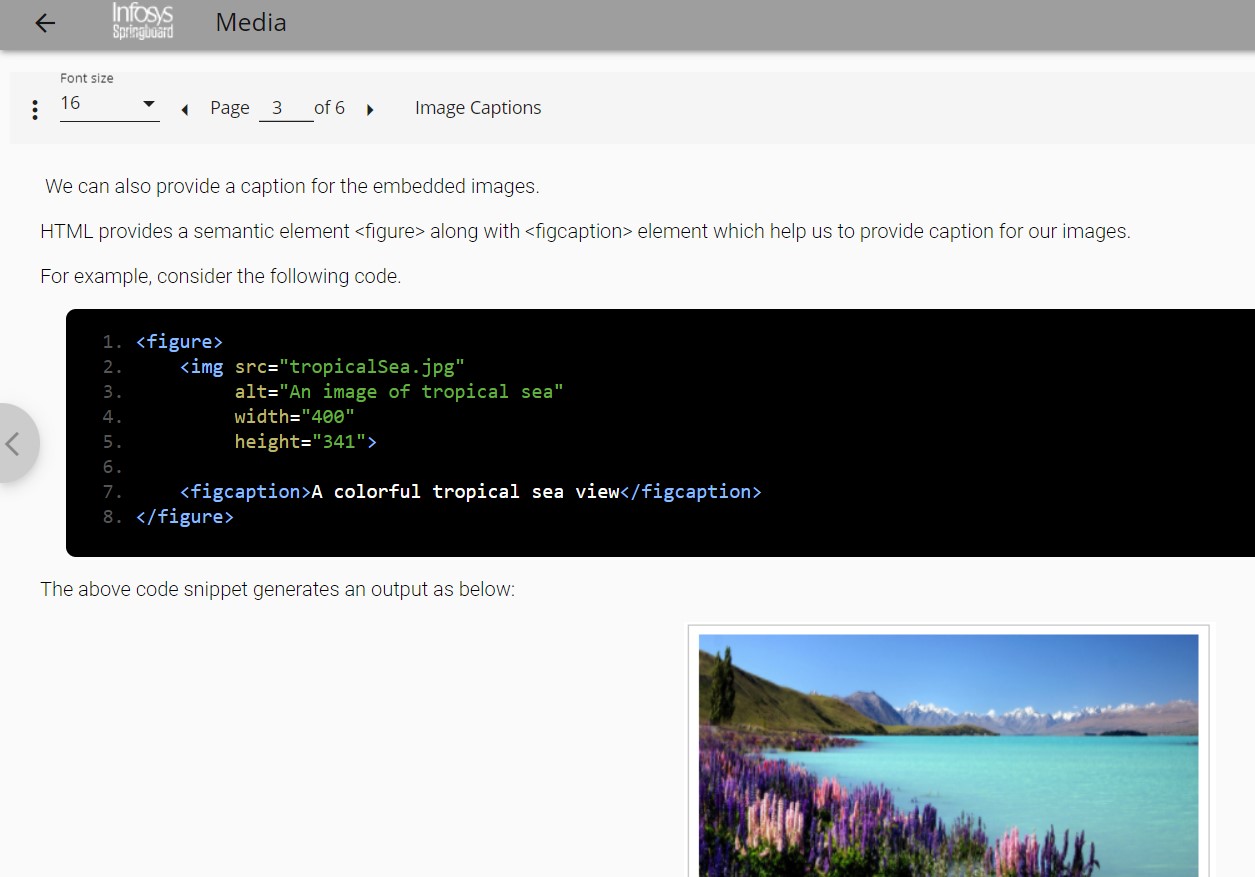 Infosys
Springboard
Media
Font size
16
Page 3 of 6 Image Captions
We can also provide a caption for the embedded images.
HTML provides a semantic element <figure> along with <figcaption> element which help us to provide caption for our images.
For example, consider the following code.
1. <figure>
2. <img src="tropicalSea.jpg"
3. alt="An image of tropical sea"
4. width="400"
5. height="341">
6.
7. <figcaption>A colorful tropical sea view</figcaption>
8. </figure>
The above code snippet generates an output as below: